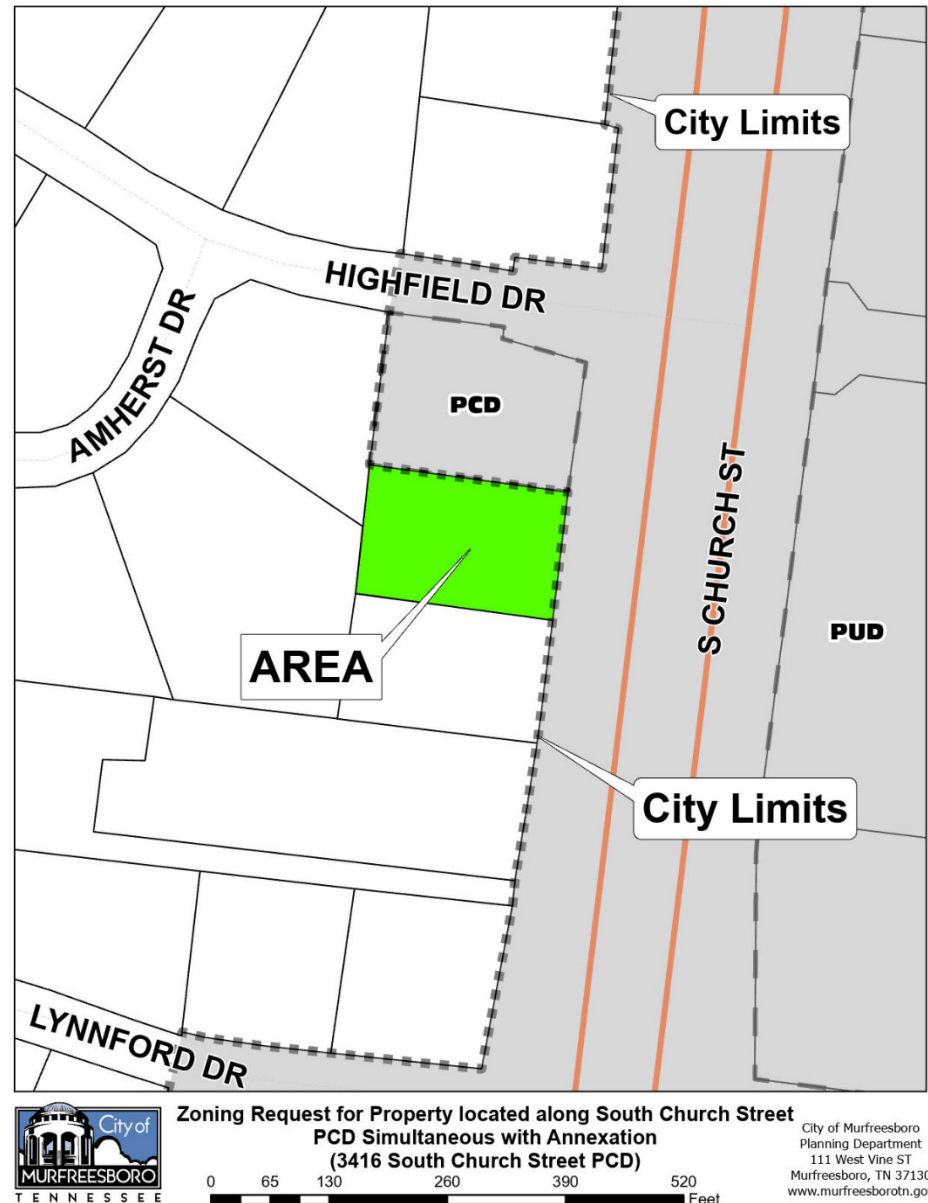 City Limits
HIGHFIELD DR
AMHERST DR
PCD
S CHURCH ST
PUD
AREA
City Limits
LYNNFORD DR
City of
MURFREESBORO
TENNESSEE
Zoning Request for Property located along South Church Street
PCD Simultaneous with Annexation
(3416 South Church Street PCD)
0 65 130 260 390 520
Feet
City of Murfreesboro
Planning Department
111 West Vine ST
Murfreesboro, TN 37130
www.murfreesborotn.gov